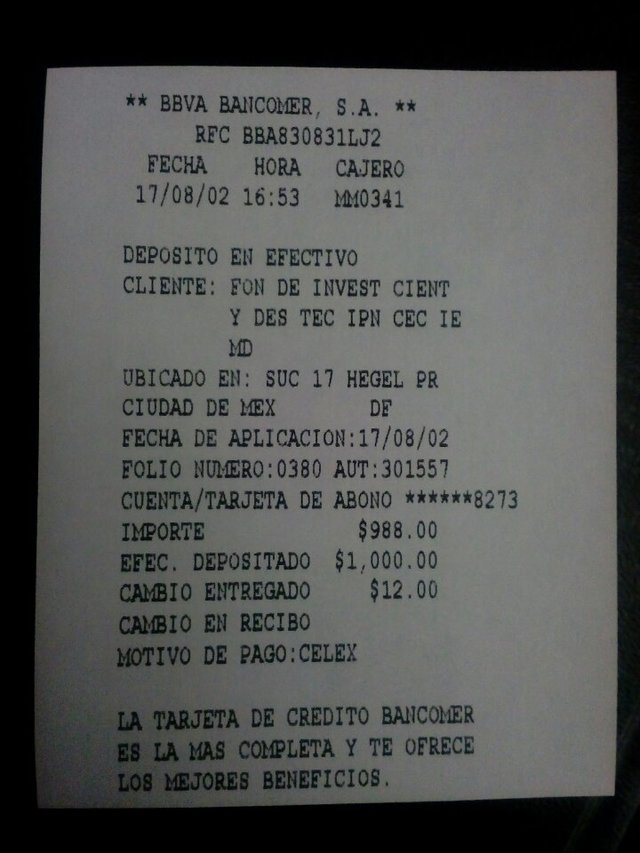 ** BBVA BANCOMER, S.A. **
RFC BBA830831LJ2
FECHA HORA CAJERO
17/08/02 16:53 MM0341
DEPOSITO EN EFECTIVO
CLIENTE: FON DE INVEST CIENT
Y DES TEC IPN CEC IE
MD
UBICADO EN: SUC 17 HEGEL PR
CIUDAD DE MEX DF
FECHA DE APLICACION:17/08/02
FOLIO NUMERO:0380 AUT:301557
CUENTA/TARJETA DE ABONO ******8273
IMPORTE $988.00
EFEC. DEPOSITADO $1,000.00
CAMBIO ENTREGADO $12.00
CAMBIO EN RECIBO
MOTIVO DE PAGO:CELEX
LA TARJETA DE CREDITO BANCOMER
ES LA MAS COMPLETA Y TE OFRECE
LOS MEJORES BENEFICIOS.